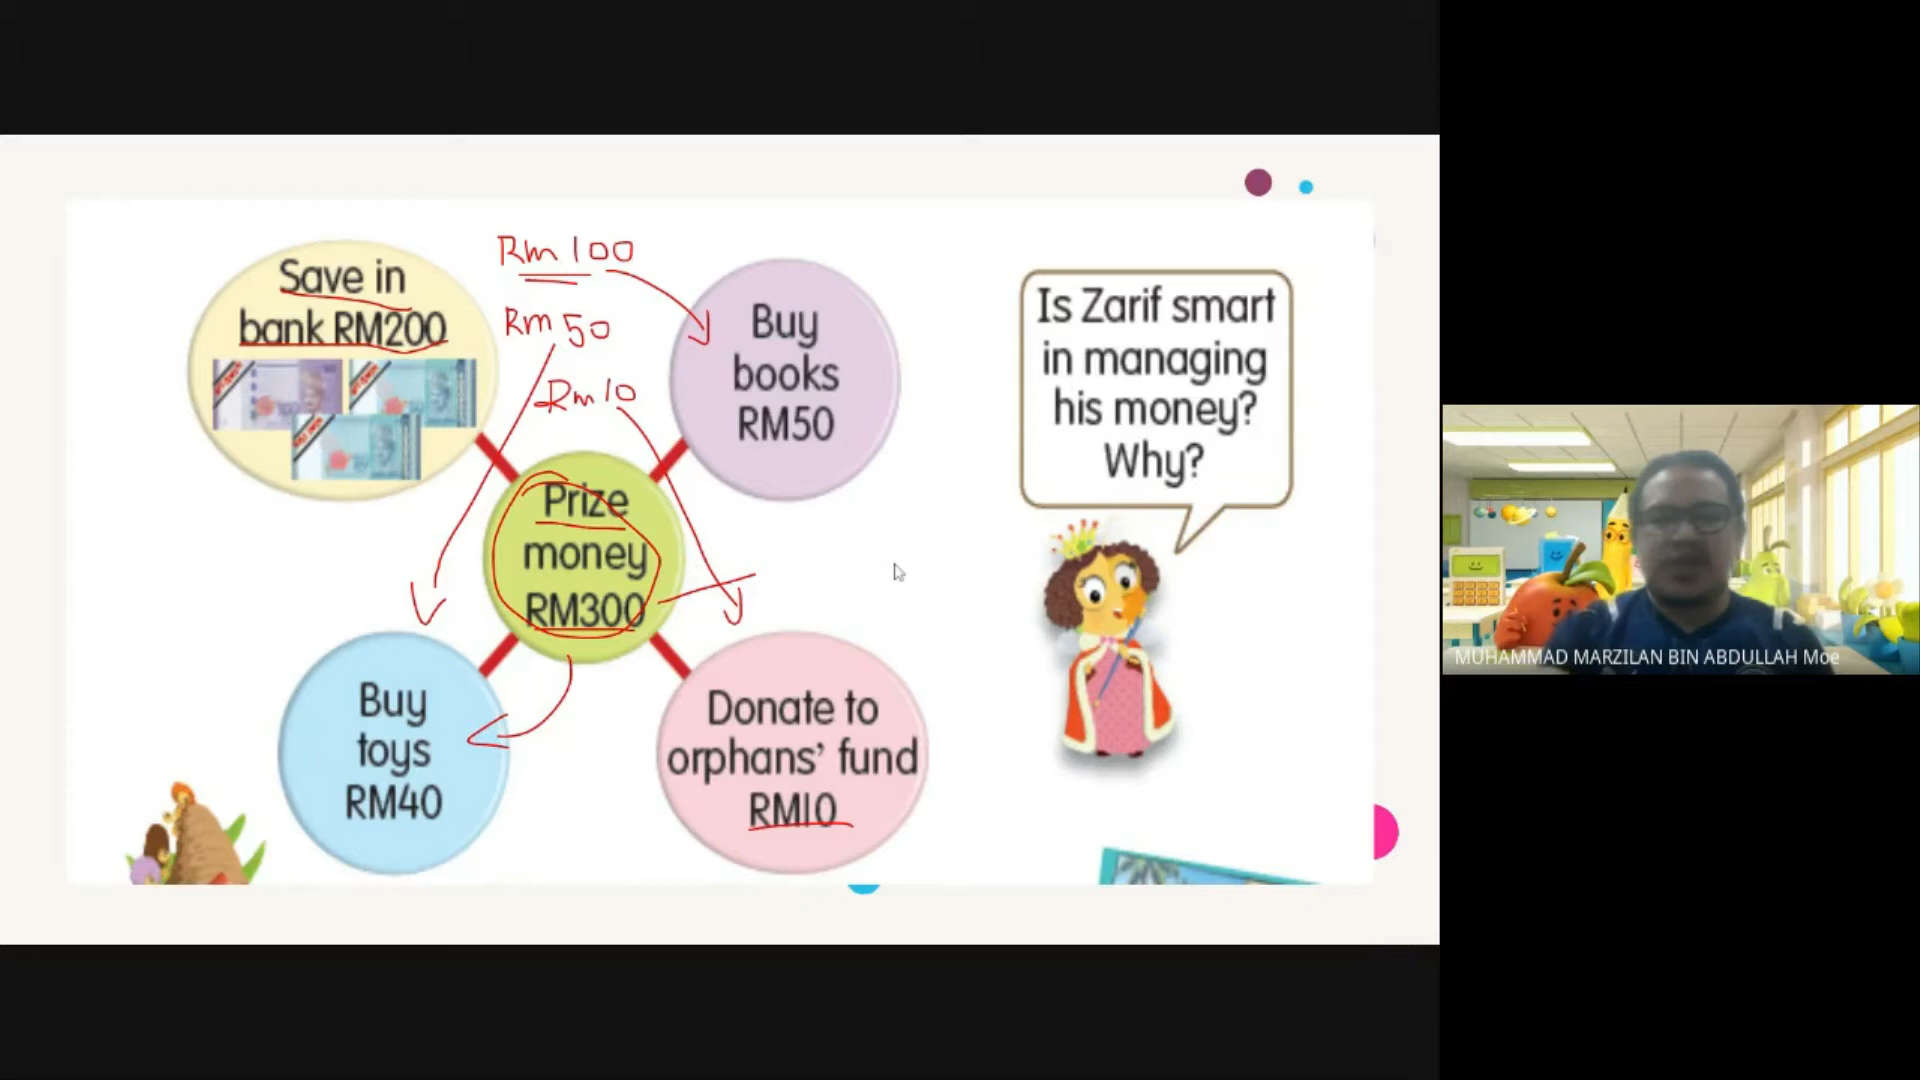 Save in
bank RM200
Rm 100
Rm 50
Rm 10
Buy
books
RM50
Is Zarif smart
in managing
his money?
Why?
Prize
money
RM300
Buy
toys
RM40
Donate to
orphans' fund
RM10
MUHAMMAD MARZILAN BIN ABDULLAH Moe